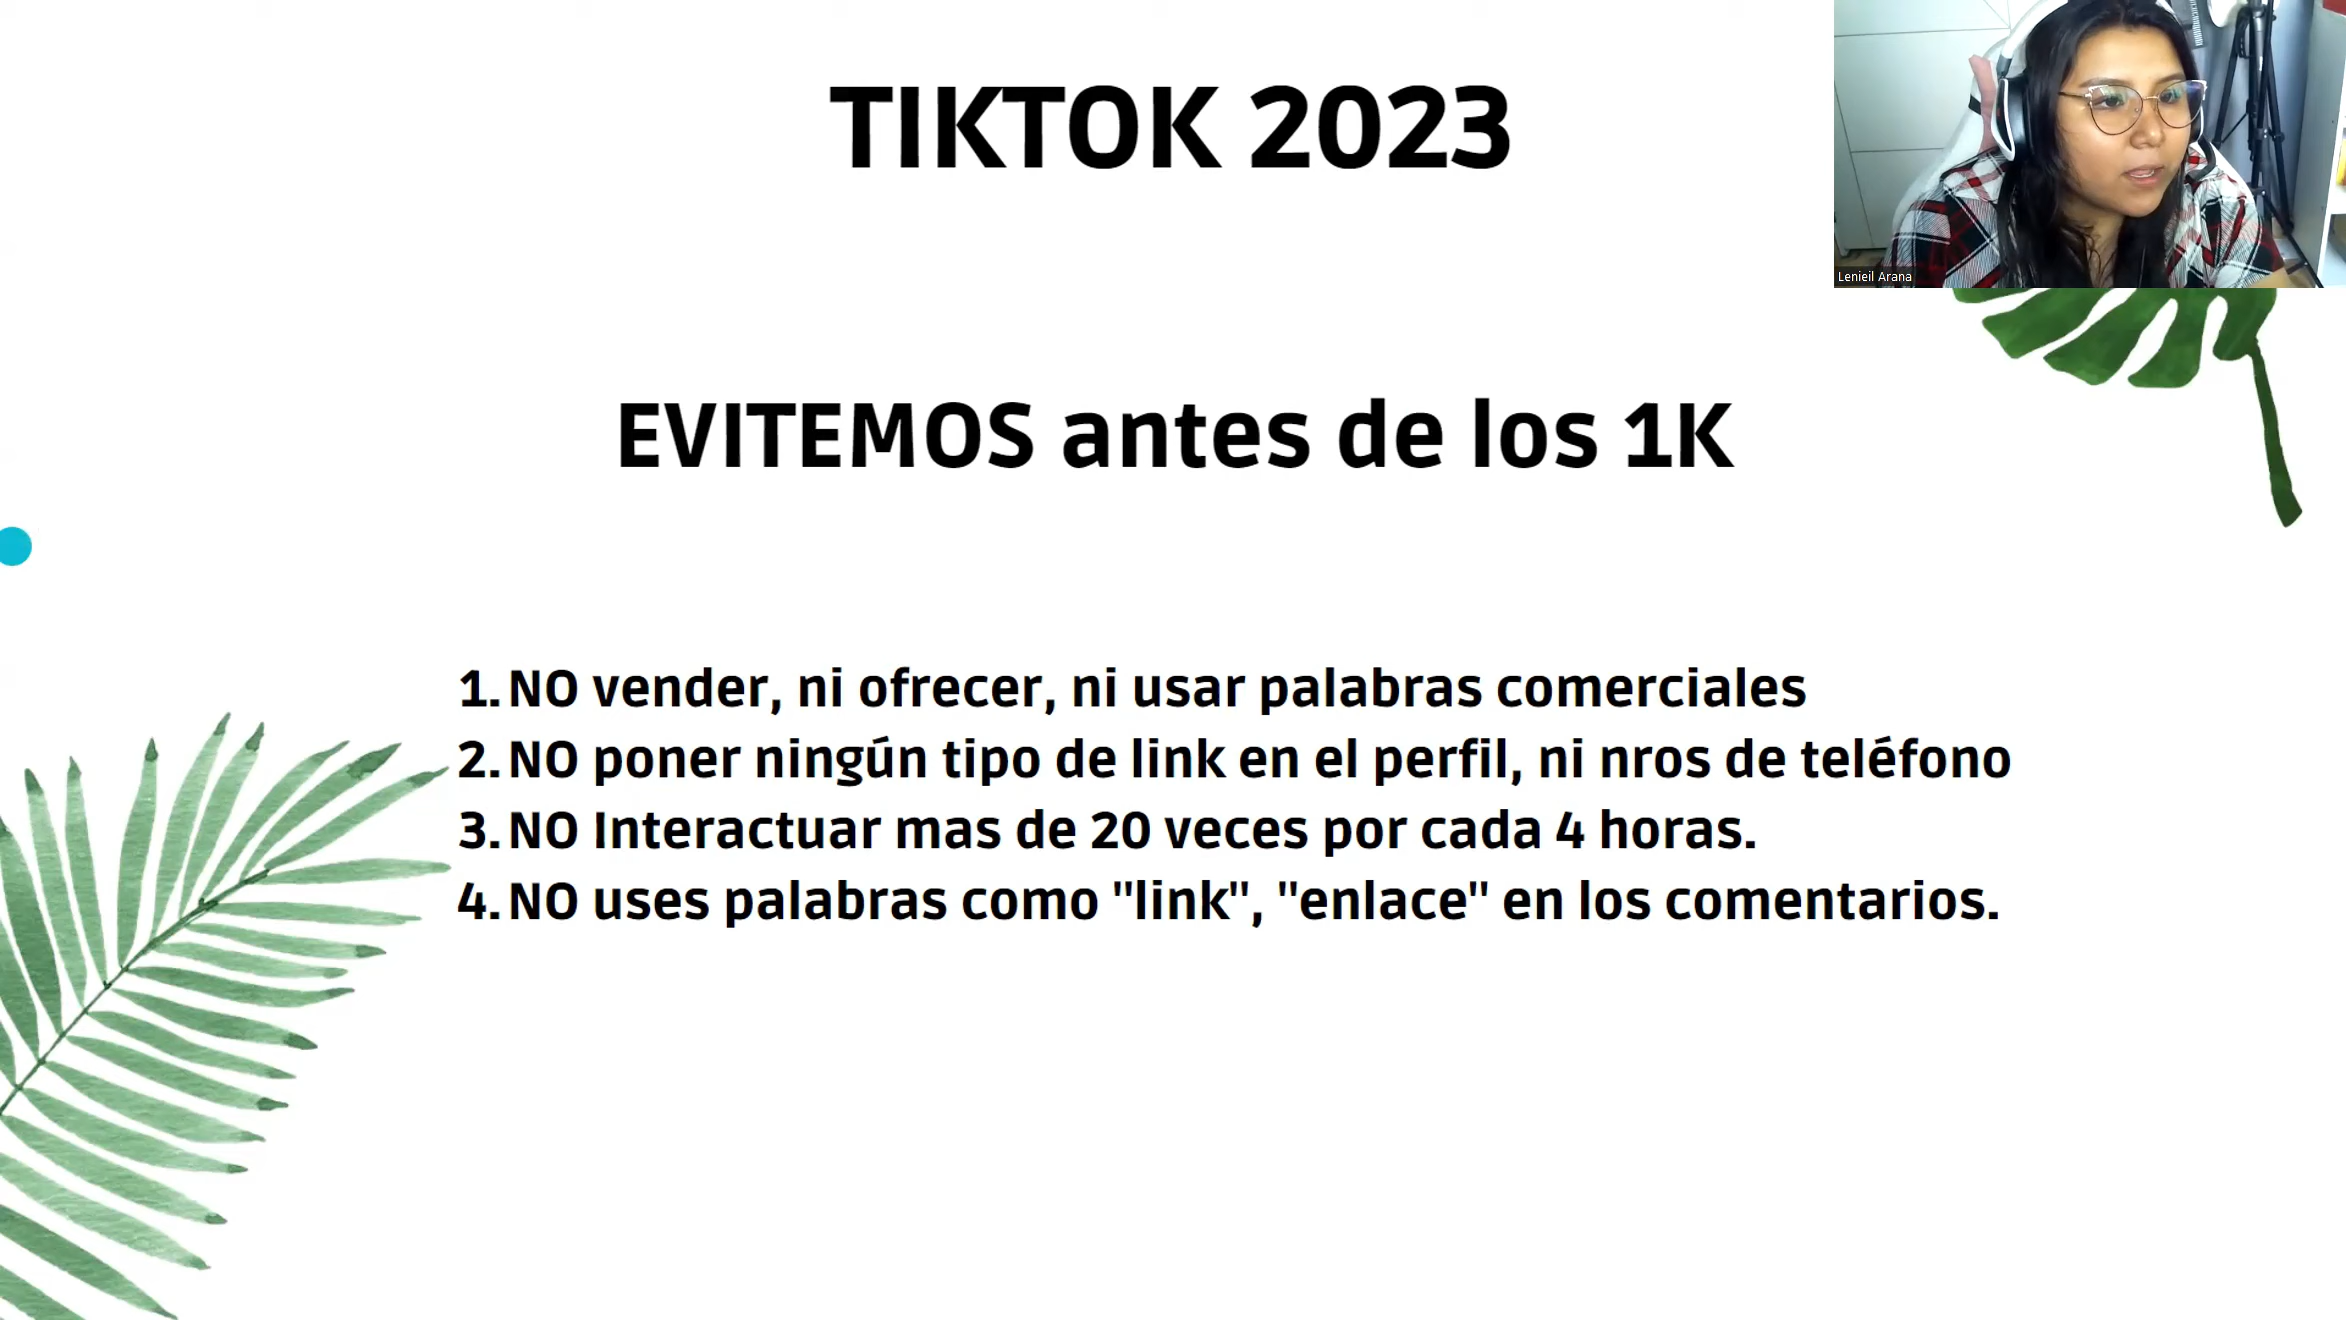 TIKTOK 2023
Lenieil Arana
EVITEMOS antes de los 1K
1. NO vender, ni ofrecer, ni usar palabras comerciales
2. NO poner ningún tipo de link en el perfil, ni nros de teléfono
3. NO Interactuar mas de 20 veces por cada 4 horas.
4. NO uses palabras como "link", "enlace" en los comentarios.